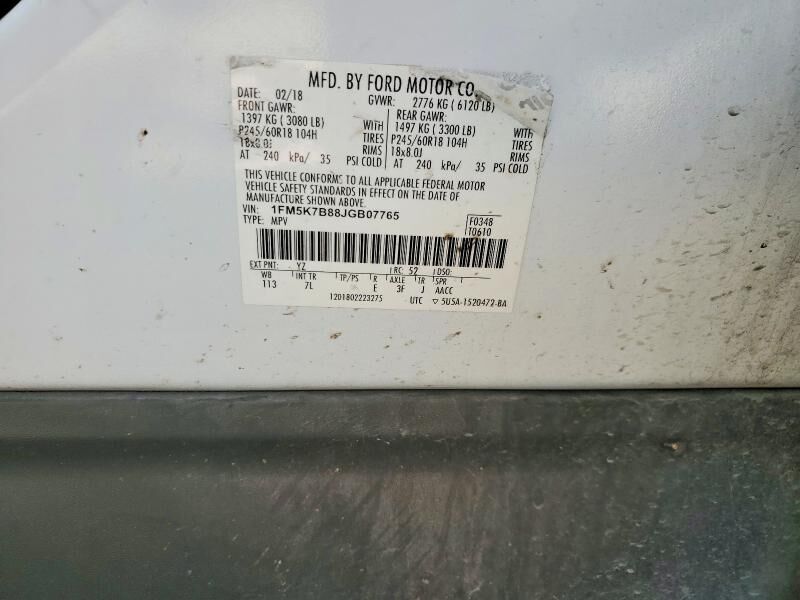 MFD. BY FORD MOTOR CO.
DATE: 02/18 GVWR: 2776 KG ( 6120 LB)
FRONT GAWR: REAR GAWR:
1397 KG ( 3080 LB) WITH 1497 KG ( 3300 LB) WITH
P245/60R18 104H TIRES P245/60R18 104H TIRES
18x8.0J RIMS 18x8.0J RIMS
AT 240 kPa/ 35 PSI COLD AT 240 kPa/ 35 PSI COLD
THIS VEHICLE CONFORMS TO ALL APPLICABLE FEDERAL MOTOR
VEHICLE SAFETY STANDARDS IN EFFECT ON THE DATE OF
MANUFACTURE SHOWN ABOVE.
VIN: 1FM5K7B88JGB07765 F0348
TYPE: MPV T0610
EXT PNT: YZ RC: 52 DSO:
WB INT TR TP/PS R AXLE TR SPR
113 7L E 3F J AACC
1201802223275 UTC ▽ 5U5A-1520472-BA